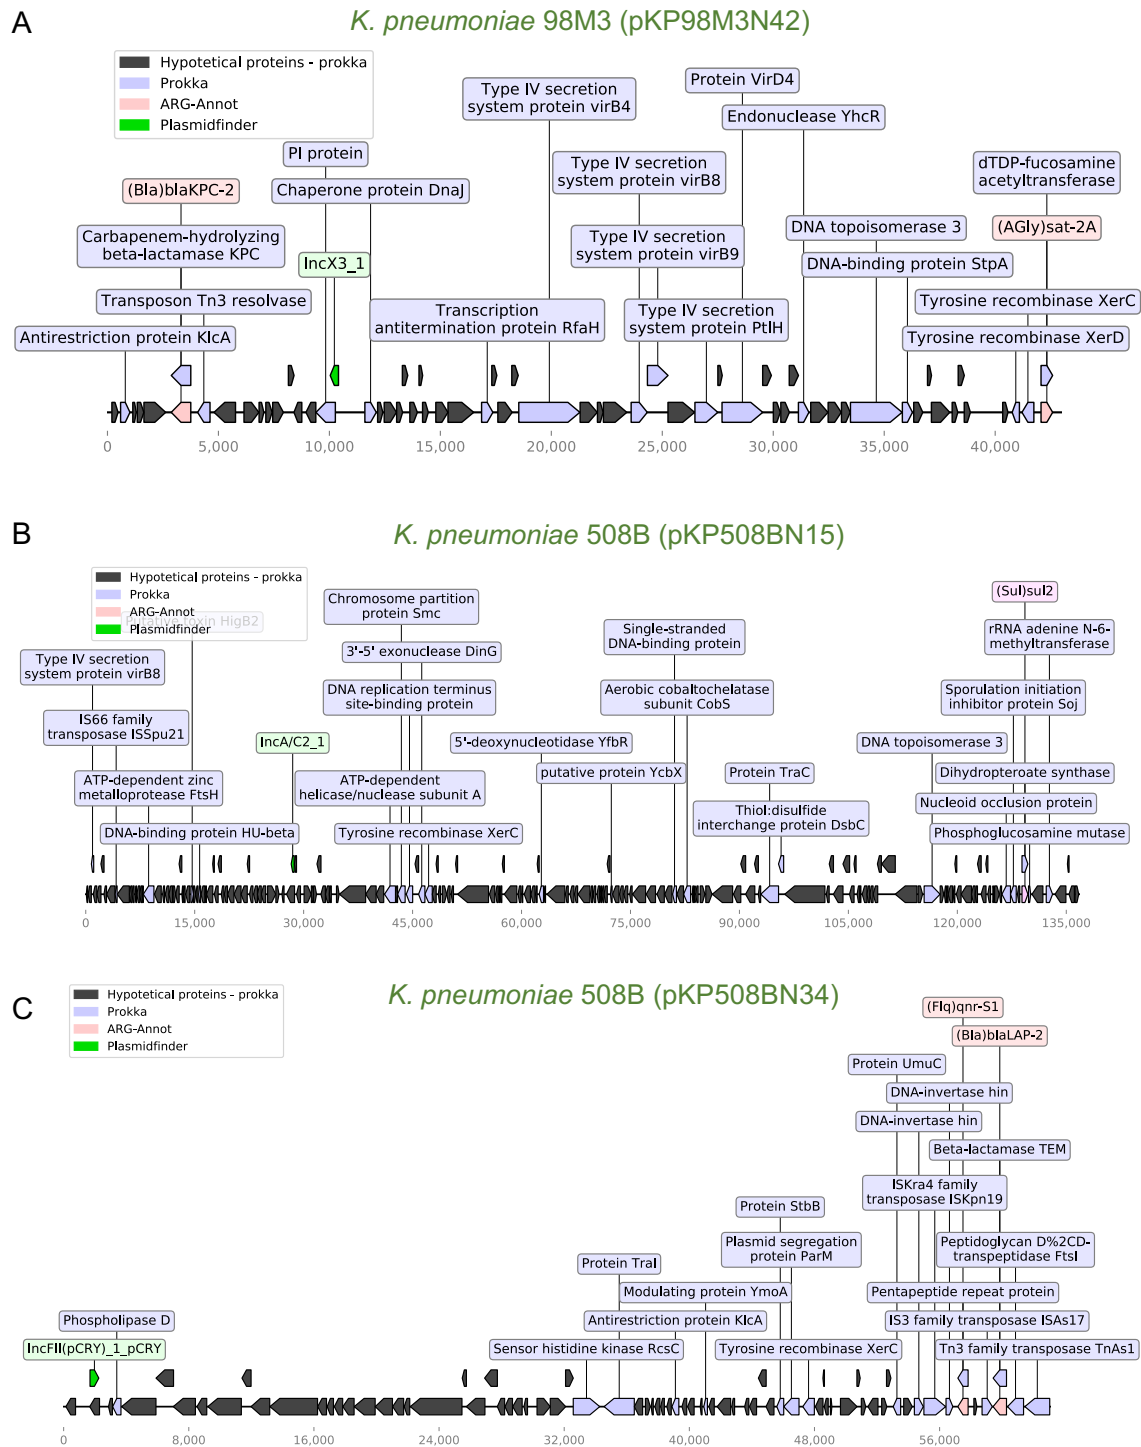 A
K. pneumoniae 98M3 (pKP98M3N42)
Hypotetical proteins - prokka
Prokka
ARG-Annot
Plasmidfinder
Type IV secretion
system protein virB4
Protein VirD4
Endonuclease YhcR
PI protein
Type IV secretion
system protein virB8
dTDP-fucosamine
acetyltransferase
(Bla)blaKPC-2
Chaperone protein DnaJ
Carbapenem-hydrolyzing
beta-lactamase KPC
Type IV secretion
system protein virB9
DNA topoisomerase 3
(AGly)sat-2A
IncX3_1
DNA-binding protein StpA
Transposon Tn3 resolvase
Transcription
antitermination protein RfaH
Type IV secretion
system protein PtlH
Tyrosine recombinase XerC
Antirestriction protein KlcA
Tyrosine recombinase XerD
0 5,000 10,000 15,000 20,000 25,000 30,000 35,000 40,000
B
K. pneumoniae 508B (pKP508BN15)
Hypotetical proteins - prokka
Prokka
ARG-Annot
Plasmidfinder
Putative toxin HigB2
Chromosome partition
protein Smc
(Sul)sul2
Single-stranded
DNA-binding protein
rRNA adenine N-6-
methyltransferase
Type IV secretion
system protein virB8
3'-5' exonuclease DinG
DNA replication terminus
site-binding protein
Aerobic cobaltochelatase
subunit CobS
Sporulation initiation
inhibitor protein Soj
IS66 family
transposase ISSpu21
IncA/C2_1
5'-deoxynucleotidase YfbR
DNA topoisomerase 3
ATP-dependent zinc
metalloprotease FtsH
ATP-dependent
helicase/nuclease subunit A
putative protein YcbX
Protein TraC
Dihydropteroate synthase
Thiol:disulfide
interchange protein DsbC
Nucleoid occlusion protein
DNA-binding protein HU-beta
Tyrosine recombinase XerC
Phosphoglucosamine mutase
0 15,000 30,000 45,000 60,000 75,000 90,000 105,000 120,000 135,000
C
K. pneumoniae 508B (pKP508BN34)
Hypotetical proteins - prokka
Prokka
ARG-Annot
Plasmidfinder
(Flq)qnr-S1
(Bla)blaLAP-2
Protein UmuC
DNA-invertase hin
DNA-invertase hin
Beta-lactamase TEM
ISKra4 family
transposase ISKpn19
Protein StbB
Plasmid segregation
protein ParM
Peptidoglycan D%2CD-
transpeptidase FtsI
Protein TraI
Modulating protein YmoA
Pentapeptide repeat protein
Phospholipase D
Antirestriction protein KlcA
IS3 family transposase ISAs17
IncFII(pCRY)_1_pCRY
Sensor histidine kinase RcsC
Tyrosine recombinase XerC
Tn3 family transposase TnAs1
0 8,000 16,000 24,000 32,000 40,000 48,000 56,000